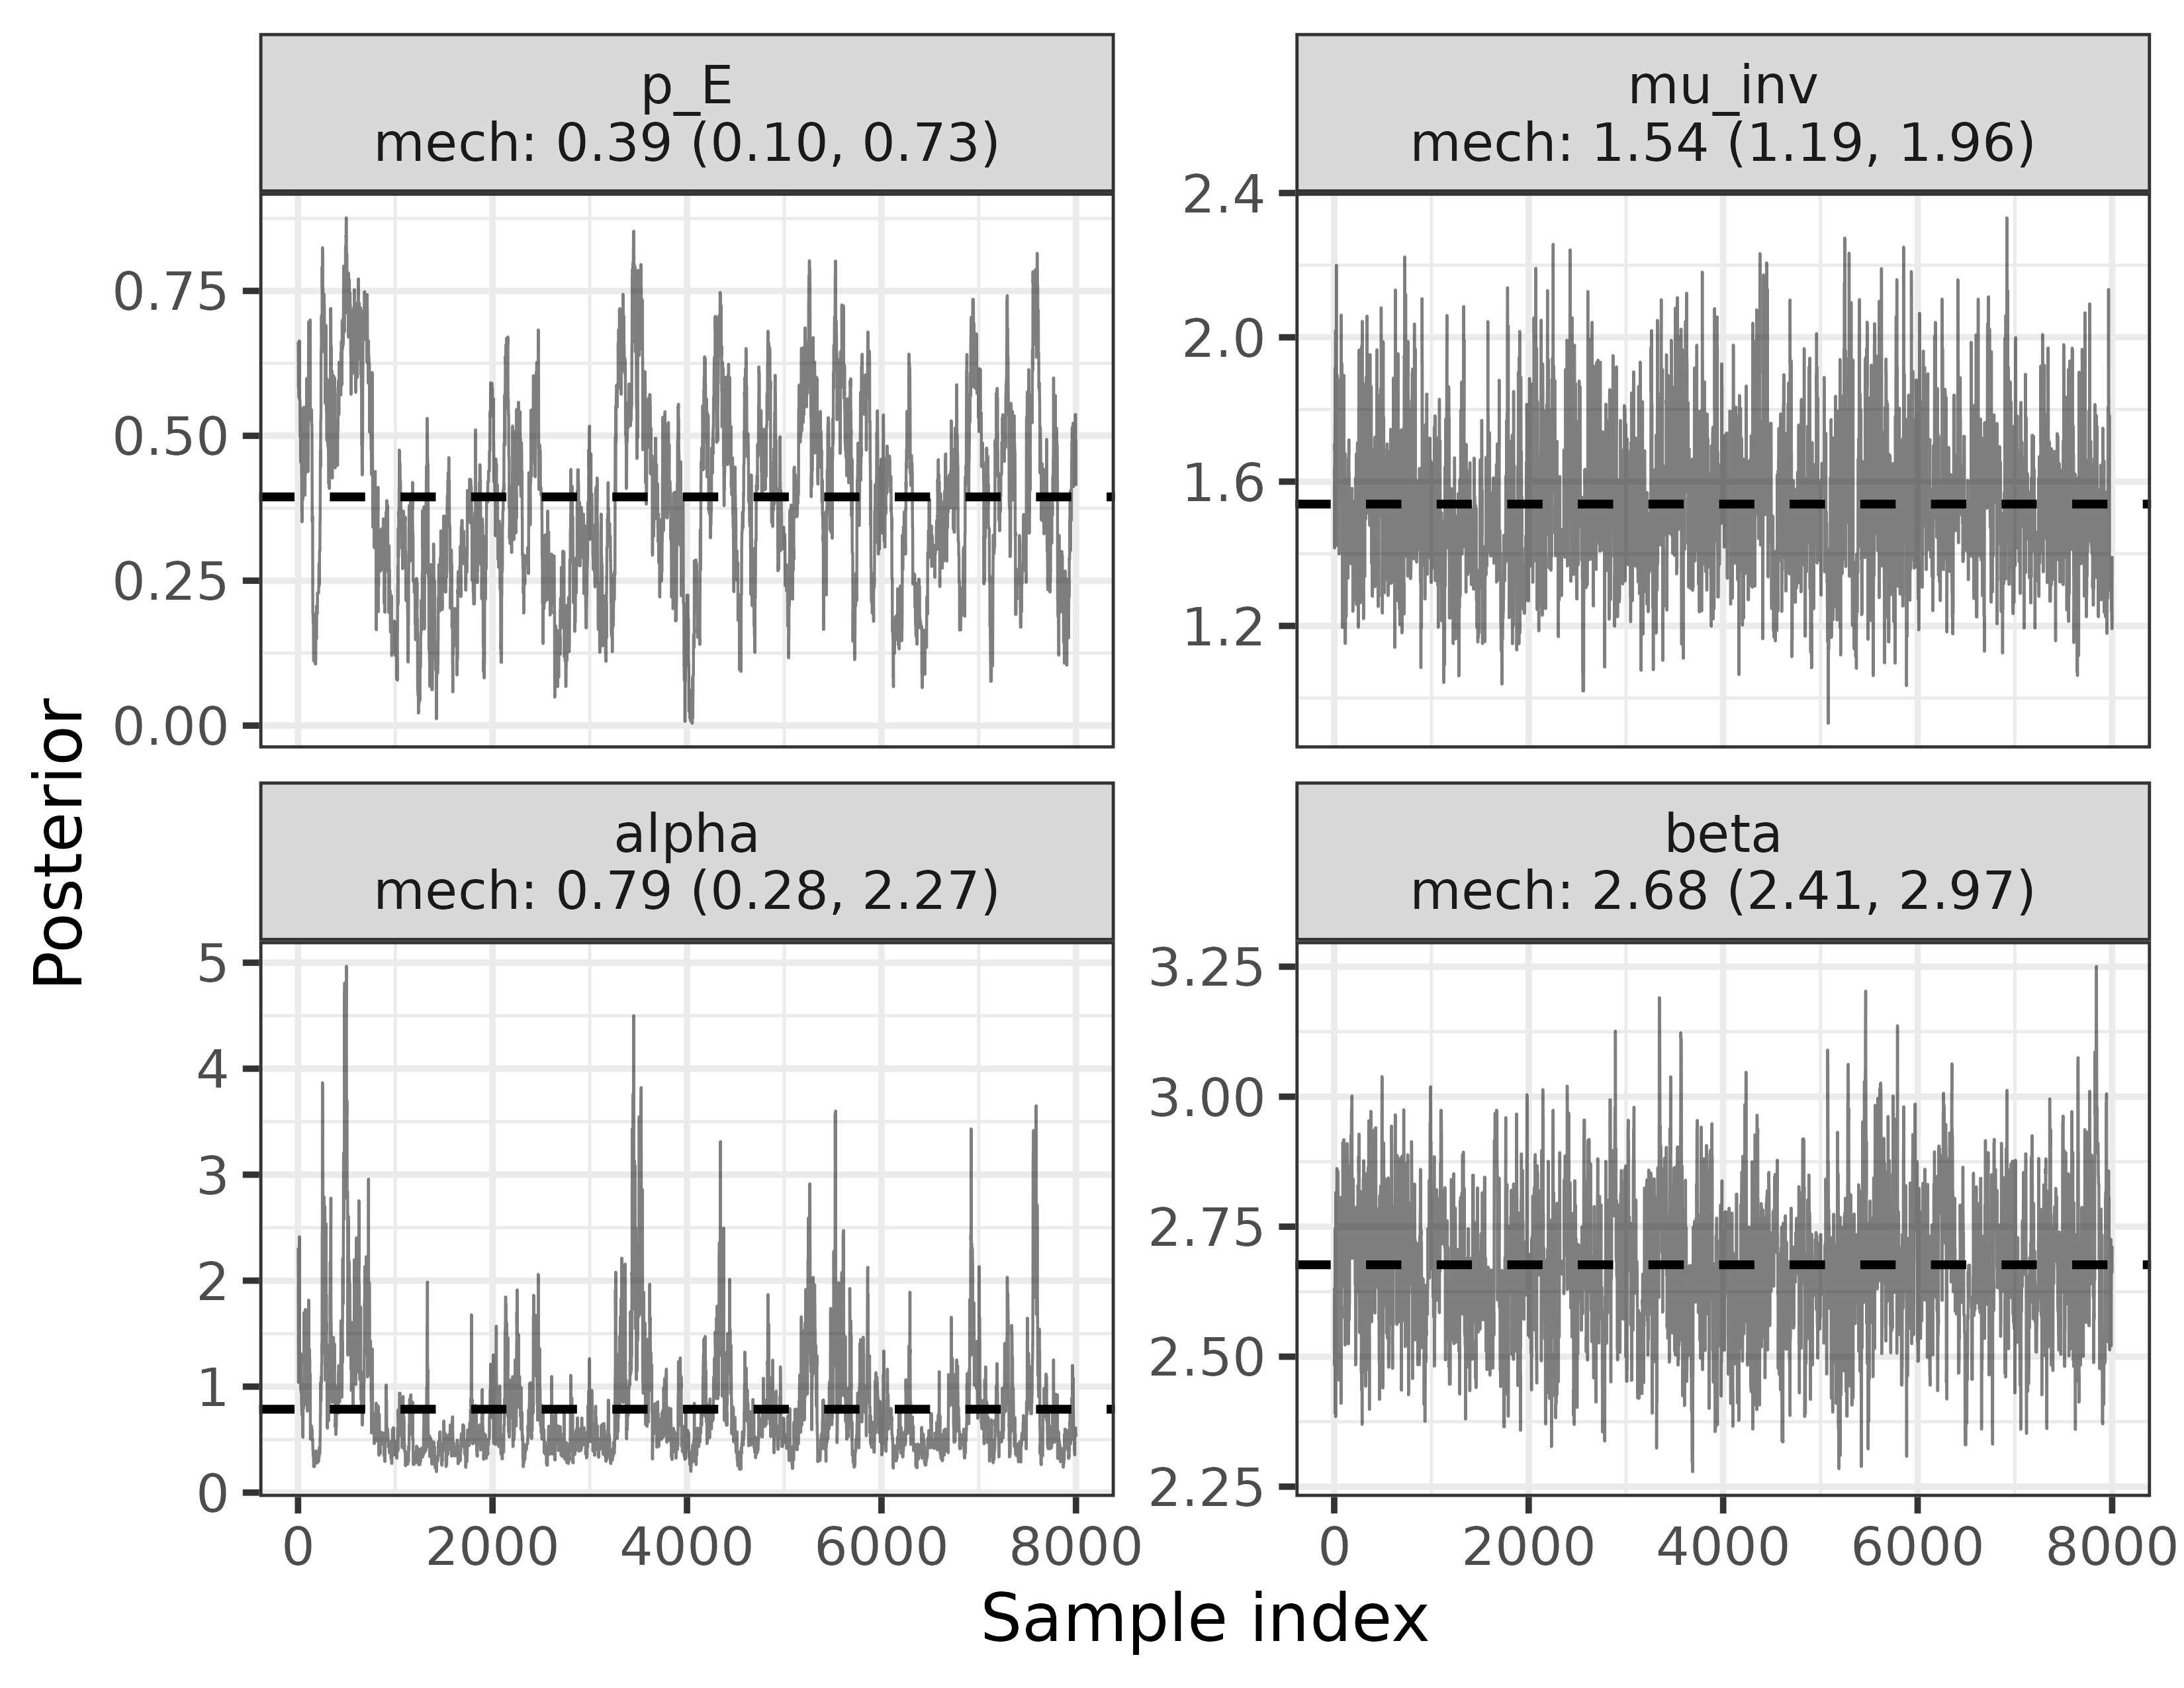 p_E
mech: 0.39 (0.10, 0.73)
mu_inv
mech: 1.54 (1.19, 1.96)
0.75
0.50
0.25
0.00
2.4
2.0
1.6
1.2
alpha
mech: 0.79 (0.28, 2.27)
beta
mech: 2.68 (2.41, 2.97)
5
4
3
2
1
0
3.25
3.00
2.75
2.50
2.25
0 2000 4000 6000 8000
0 2000 4000 6000 8000
Posterior
Sample index